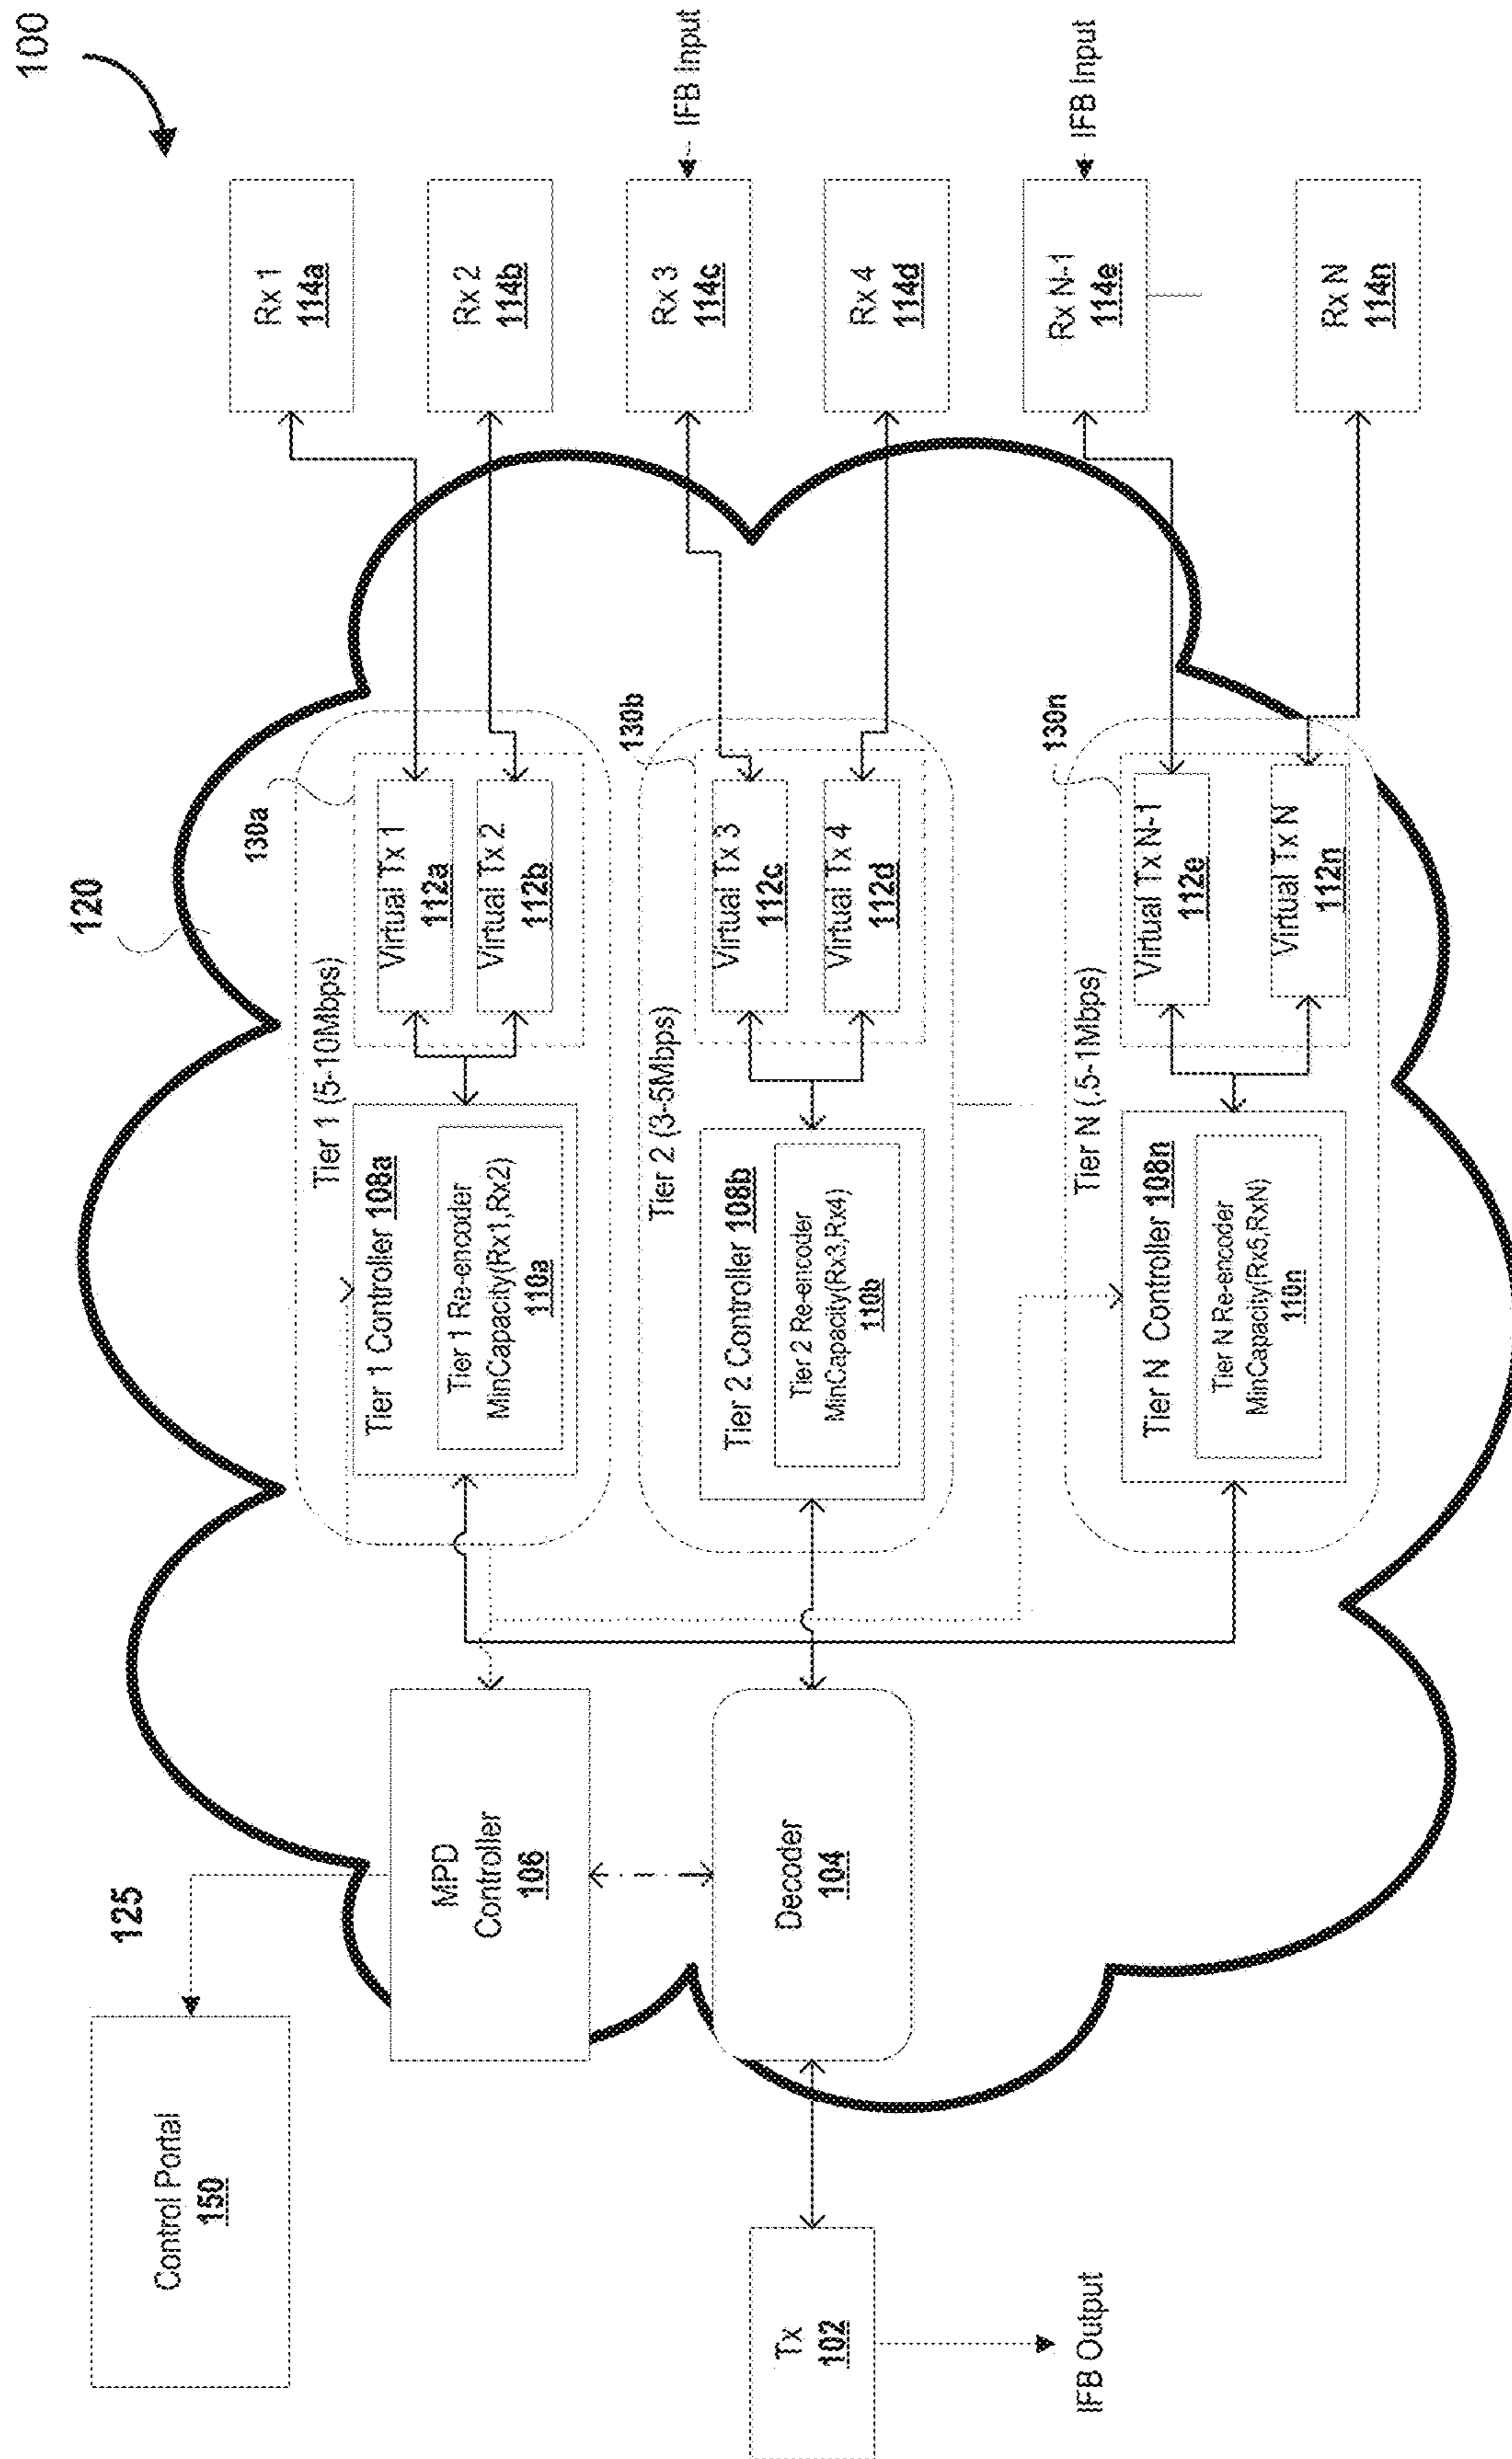 100
Control Portal
150
125
120
MPD
Controller
106
Decoder
104
Tx
102
IFB Output
Tier 1 (5-10Mbps)
Tier 1 Controller 108a
Tier 1 Re-encoder
MinCapacity(Rx1,Rx2)
110a
130a
Virtual Tx 1
112a
Virtual Tx 2
112b
Tier 2 (3-5Mbps)
Tier 2 Controller 108b
Tier 2 Re-encoder
MinCapacity(Rx3,Rx4)
110b
130b
Virtual Tx 3
112c
Virtual Tx 4
112d
Tier N (.5-1Mbps)
Tier N Controller 108n
Tier N Re-encoder
MinCapacity(Rx5,RxN)
110n
130n
Virtual Tx N-1
112e
Virtual Tx N
112n
Rx 1
114a
Rx 2
114b
Rx 3
114c
IFB Input
Rx 4
114d
Rx N-1
114e
IFB Input
Rx N
114n